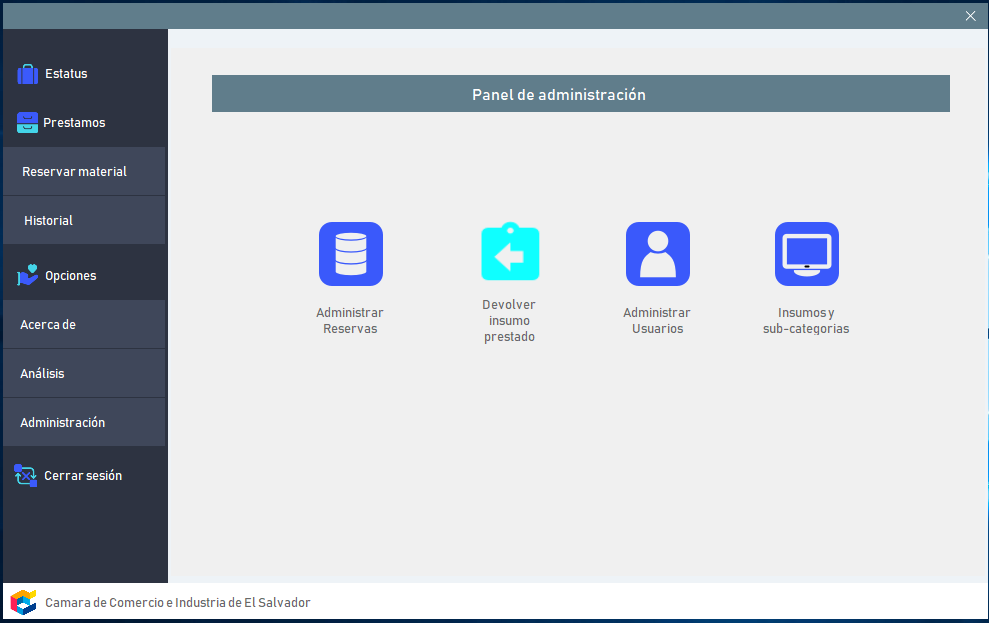 Estatus
Prestamos
Reservar material
Historial
Opciones
Acerca de
Análisis
Administración
Cerrar sesión
Panel de administración
Administrar
Reservas
Devolver
insumo
prestado
Administrar
Usuarios
Insumos y
sub-categorias
Camara de Comercio e Industria de El Salvador